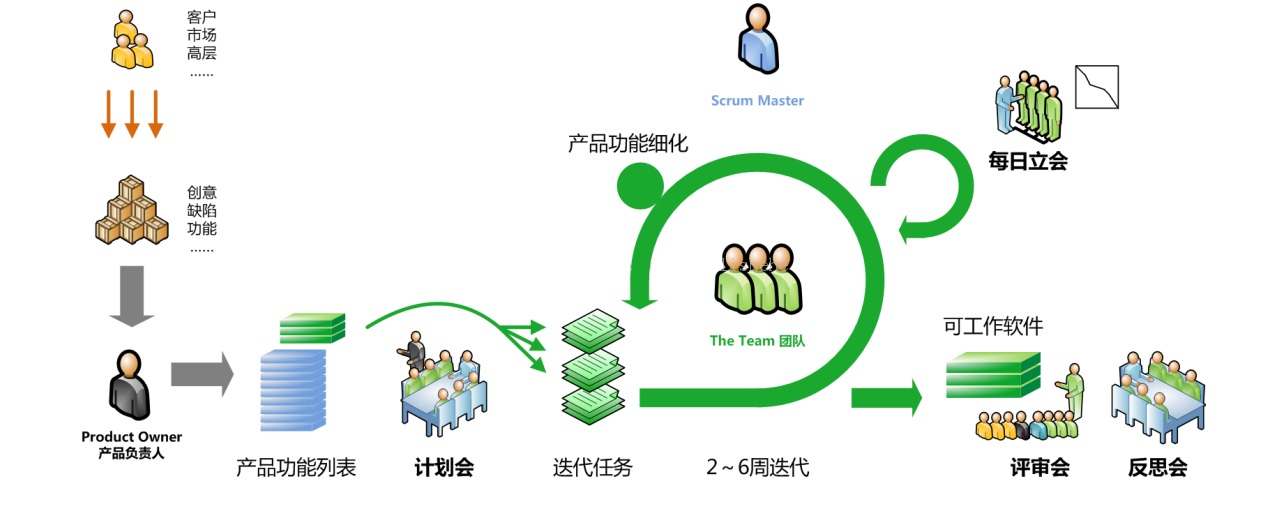 客户
市场
高层
……
Scrum Master
产品功能细化
每日立会
创意
缺陷
功能
……
The Team 团队
可工作软件
Product Owner
产品负责人
产品功能列表
计划会
迭代任务
2～6周迭代
评审会
反思会